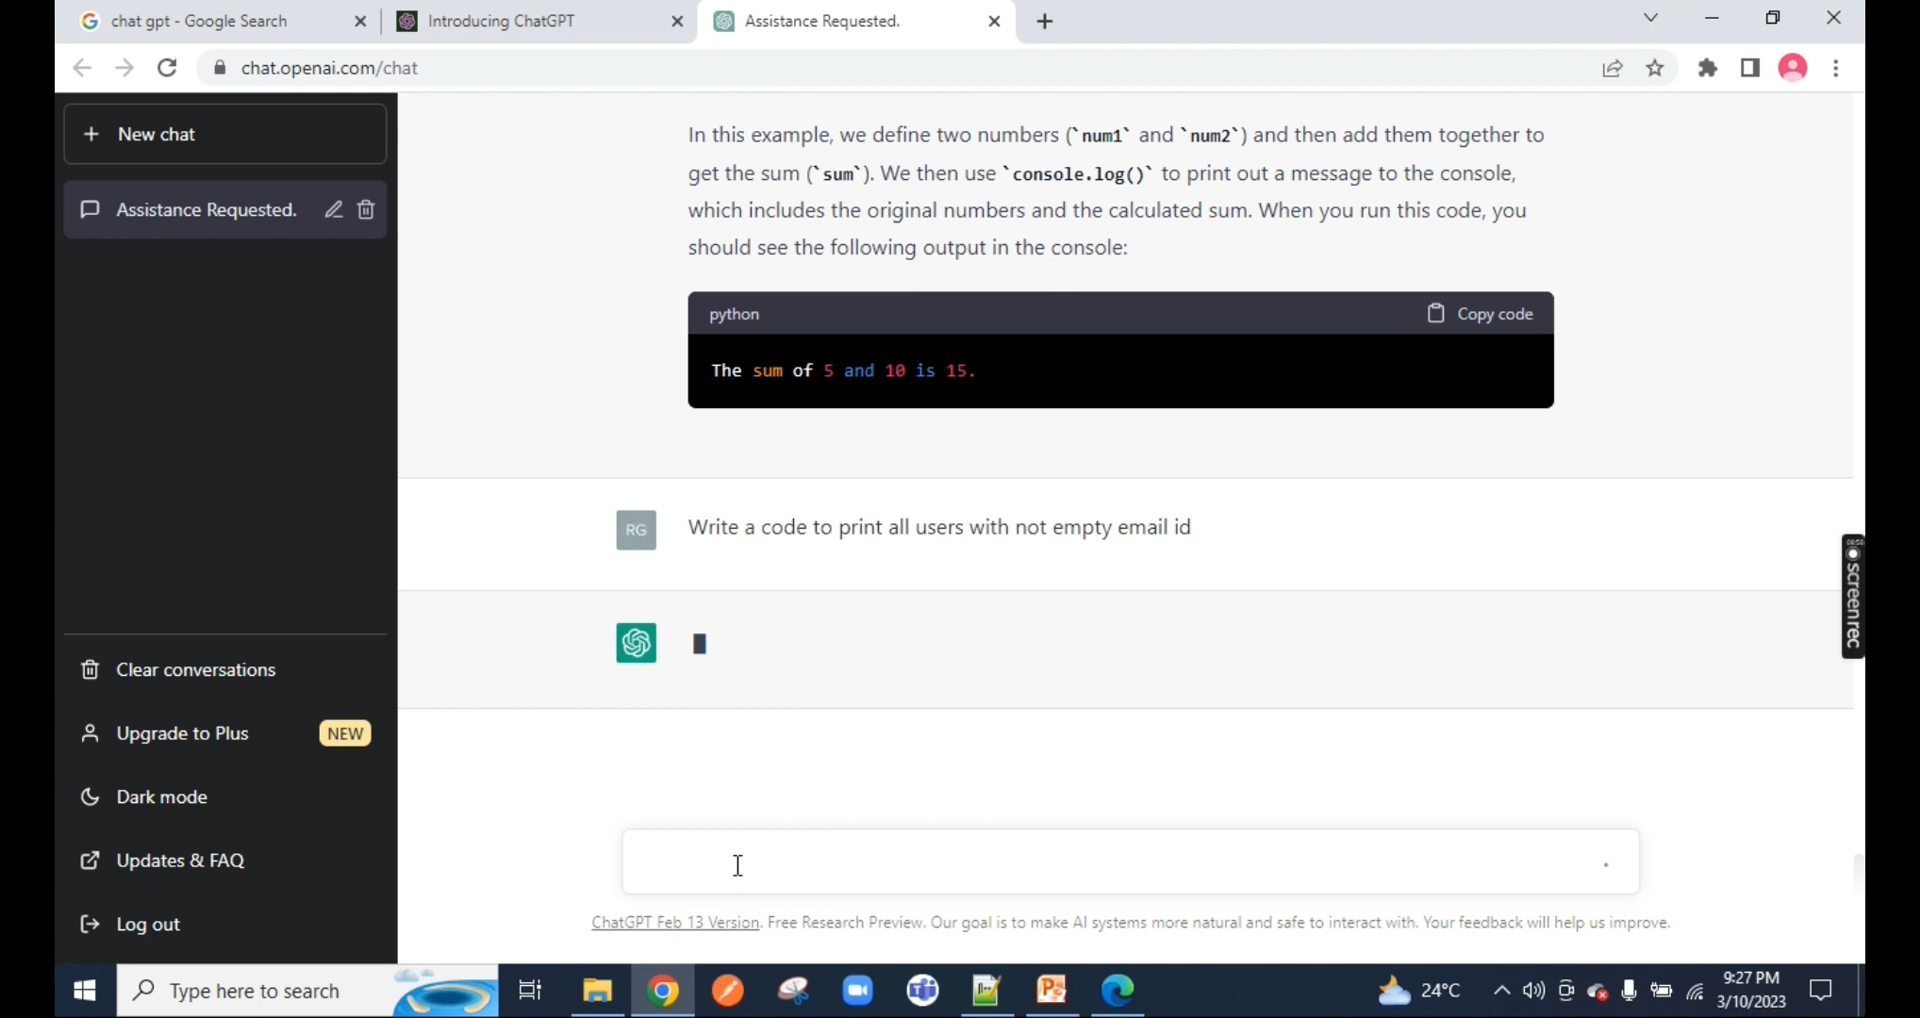 chat gpt - Google Search
Introducing ChatGPT
Assistance Requested.
chat.openai.com/chat
New chat
Assistance Requested.
In this example, we define two numbers (`num1` and `num2`) and then add them together to
get the sum (`sum`). We then use `console.log()` to print out a message to the console,
which includes the original numbers and the calculated sum. When you run this code, you
should see the following output in the console:
python
Copy code
The sum of 5 and 10 is 15.
RG
Write a code to print all users with not empty email id
screenrec
Clear conversations
Upgrade to Plus
NEW
Dark mode
Updates & FAQ
Log out
ChatGPT Feb 13 Version. Free Research Preview. Our goal is to make AI systems more natural and safe to interact with. Your feedback will help us improve.
Type here to search
24°C
9:27 PM
3/10/2023